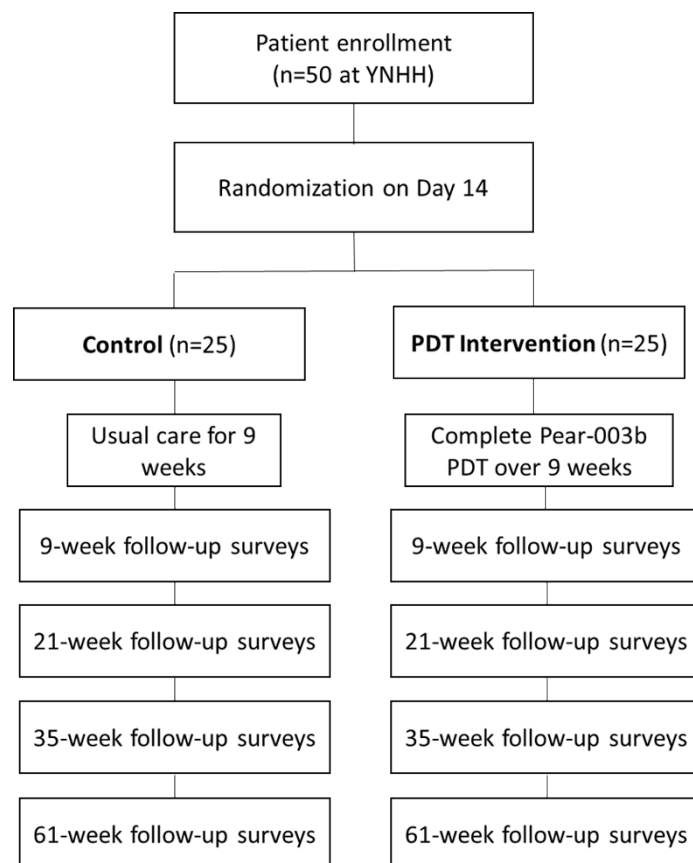 Patient enrollment
(n=50 at YNHH)
Randomization on Day 14
Control (n=25)
PDT Intervention (n=25)
Usual care for 9
weeks
Complete Pear-003b
PDT over 9 weeks
9-week follow-up surveys
9-week follow-up surveys
21-week follow-up surveys
21-week follow-up surveys
35-week follow-up surveys
35-week follow-up surveys
61-week follow-up surveys
61-week follow-up surveys